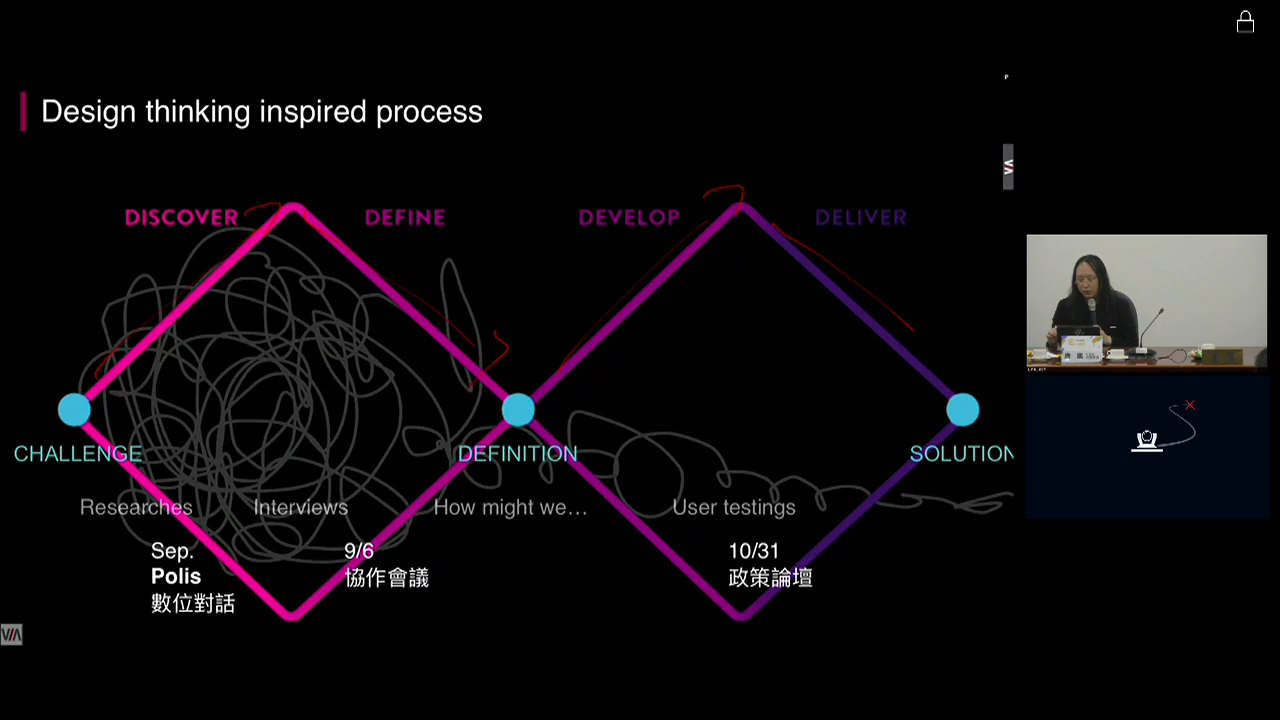 Design thinking inspired process
DISCOVER
DEFINE
DEVELOP
DELIVER
CHALLENGE
DEFINITION
SOLUTION
Researches
Interviews
How might we...
User testings
Sep.
Polis
數位對話
9/6
協作會議
10/31
政策論壇